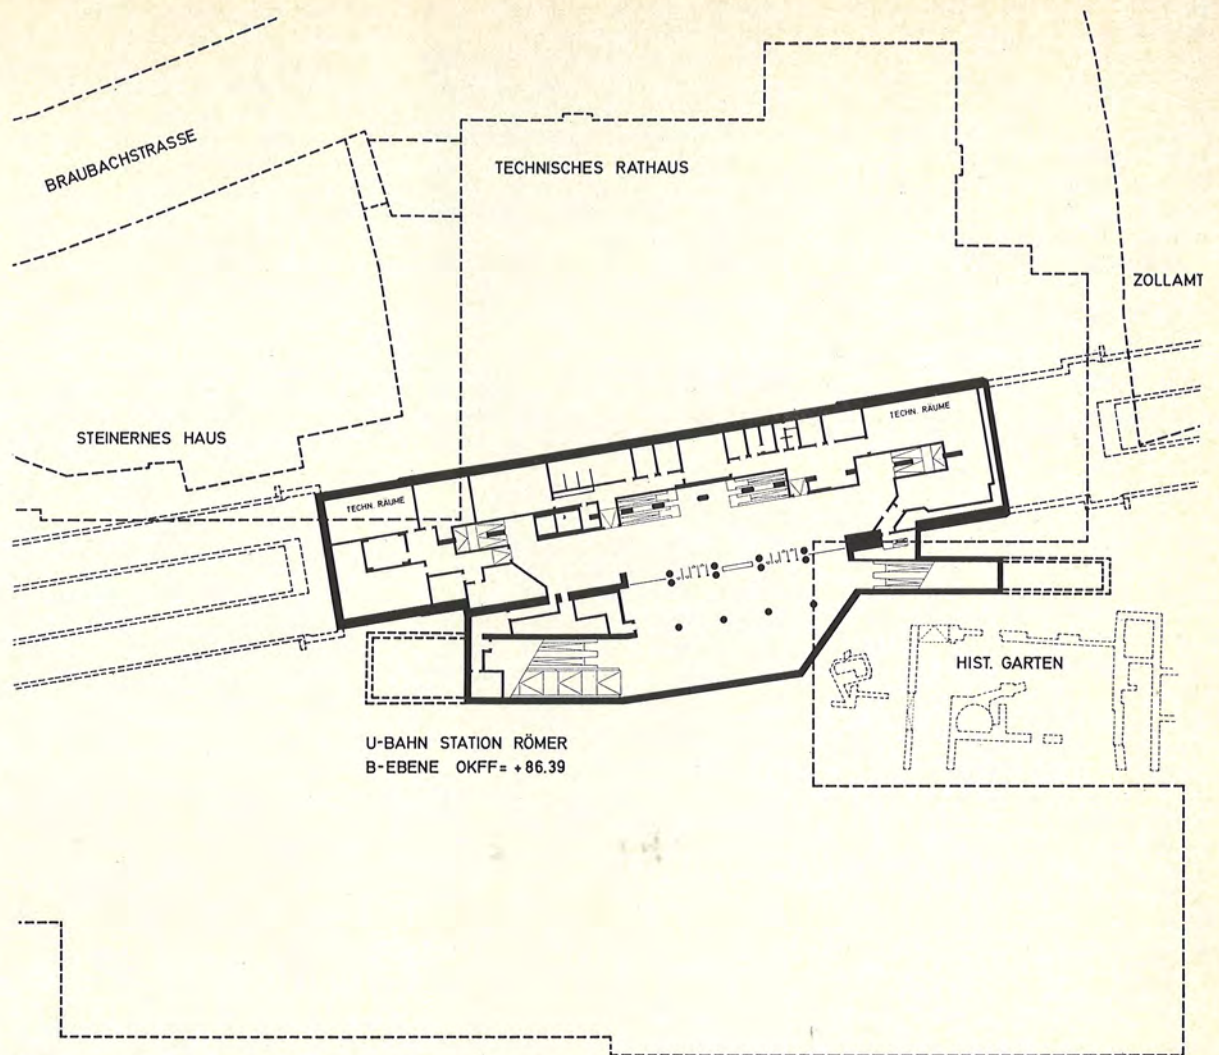 BRAUBACHSTRASSE
TECHNISCHES RATHAUS
ZOLLAMT
STEINERNES HAUS
TECHN. RÄUME
TECHN. RÄUME
HIST. GARTEN
U-BAHN STATION RÖMER
B-EBENE OKFF= +86.39